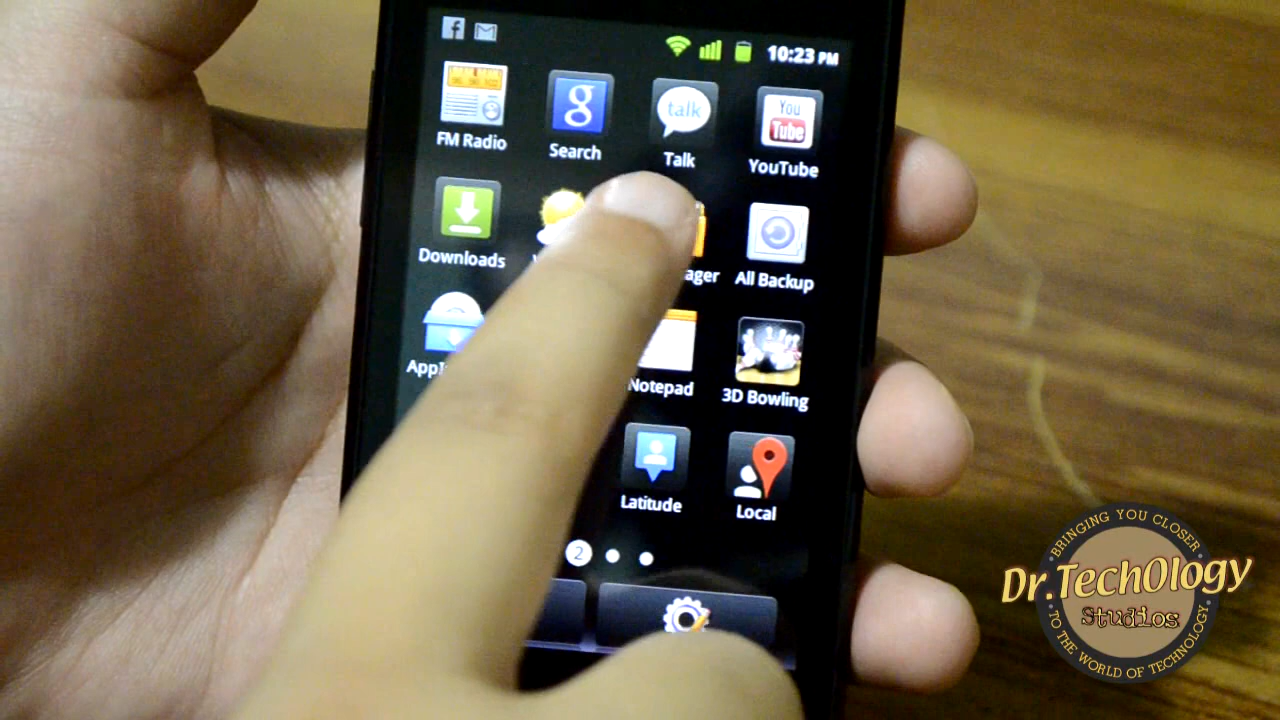 10:23 PM
talk
You
Tube
FM Radio
Search
Talk
YouTube
Downloads
All Backup
Notepad
3D Bowling
Latitude
Local
2
BRINGING YOU CLOSER
Dr.TechOlogy
Studios
TO THE WORLD OF TECHNOLOGY